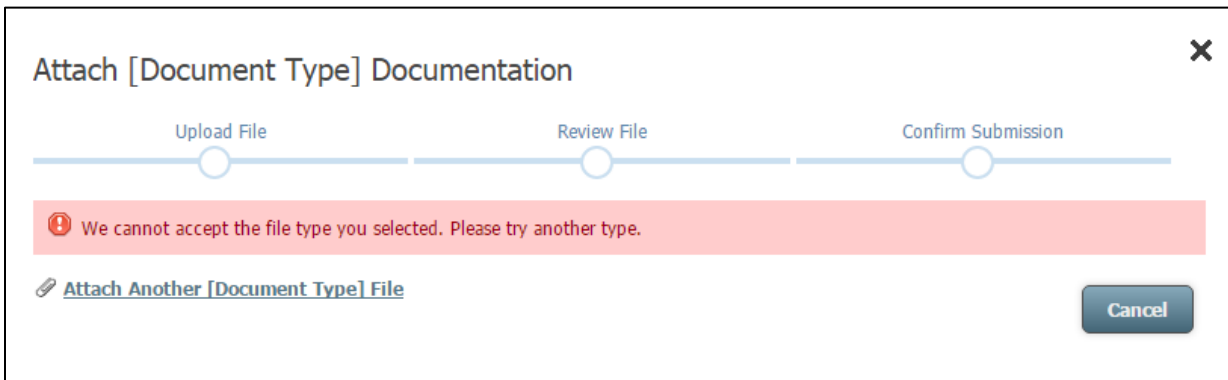 Attach [Document Type] Documentation
Upload File
Review File
Confirm Submission
We cannot accept the file type you selected. Please try another type.
Attach Another [Document Type] File
Cancel